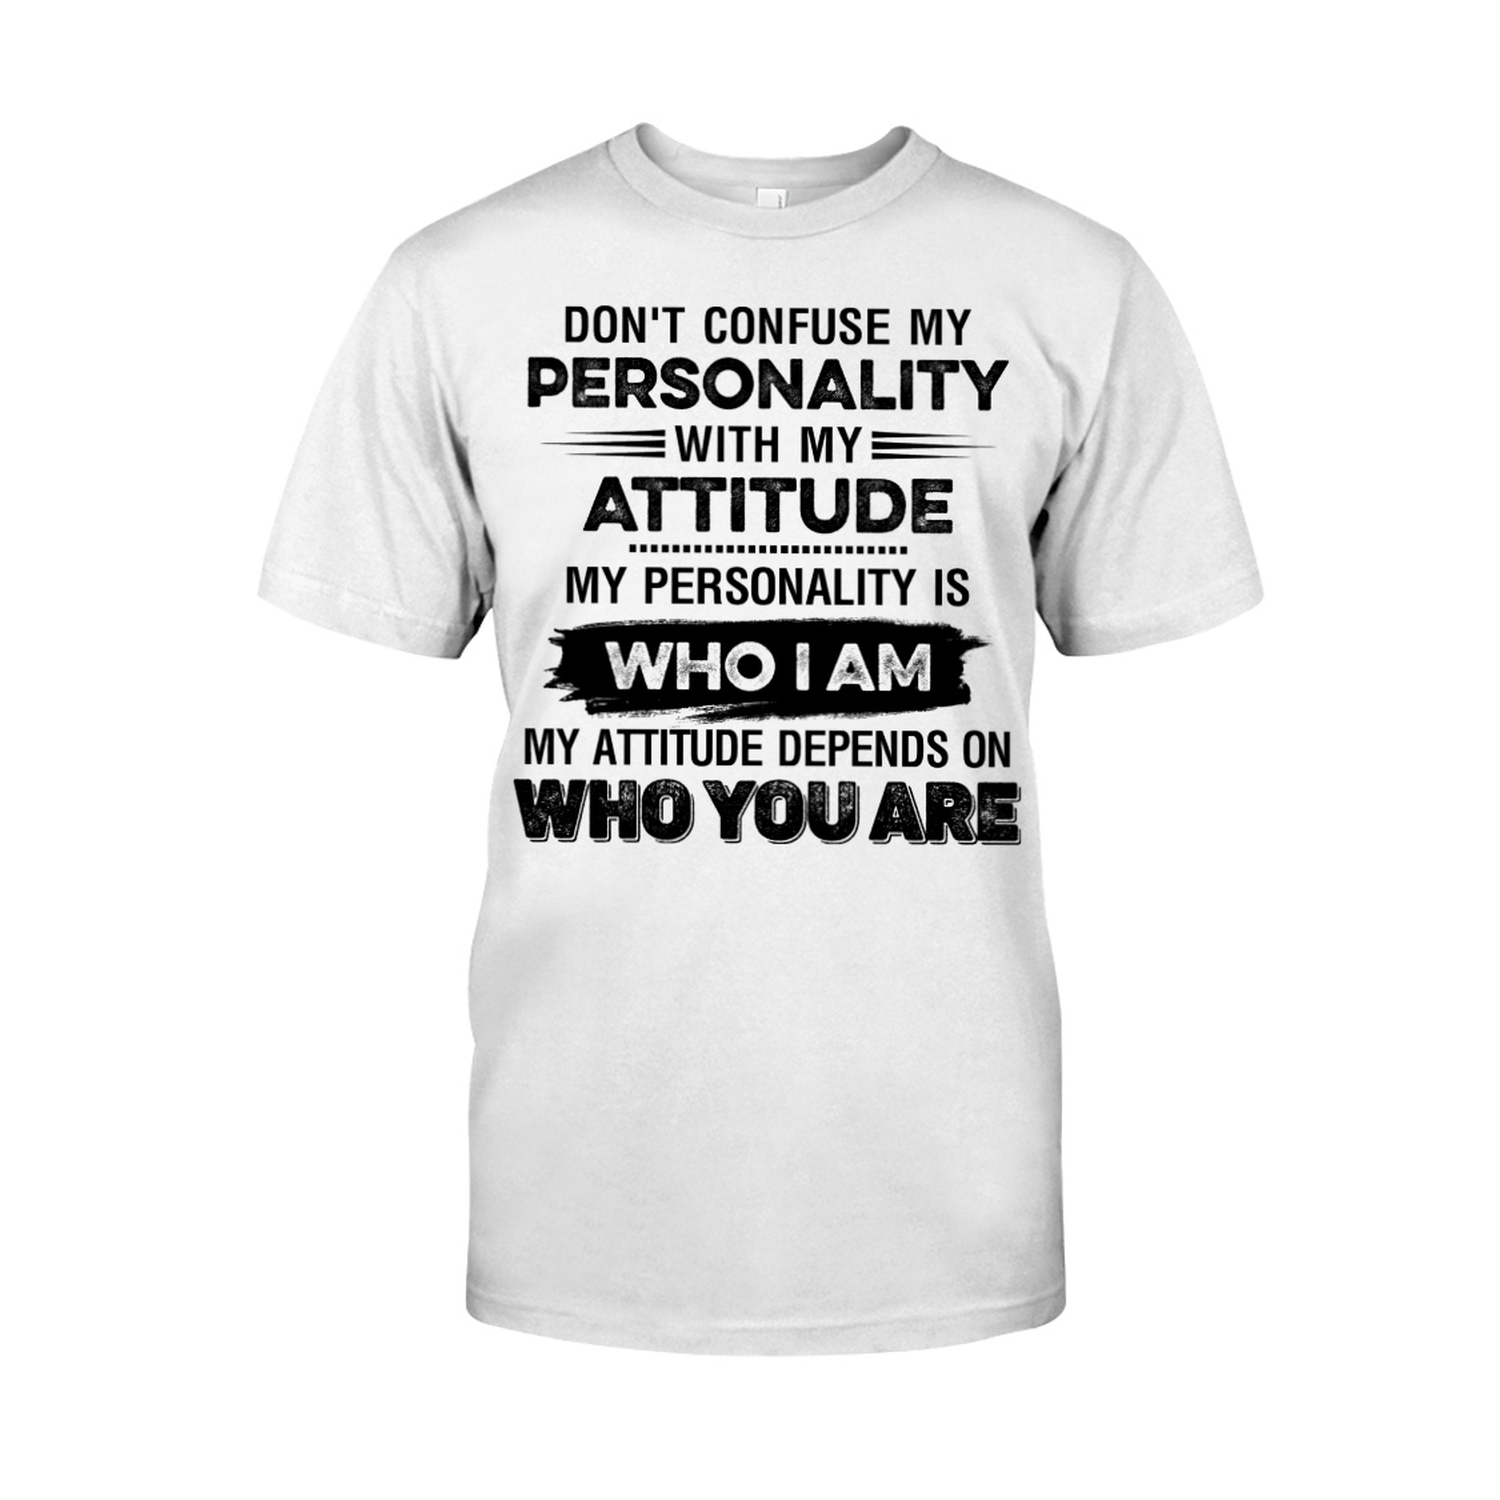 DON'T CONFUSE MY
PERSONALITY
WITH MY
ATTITUDE
MY PERSONALITY IS
WHO I AM
MY ATTITUDE DEPENDS ON
WHO YOU ARE